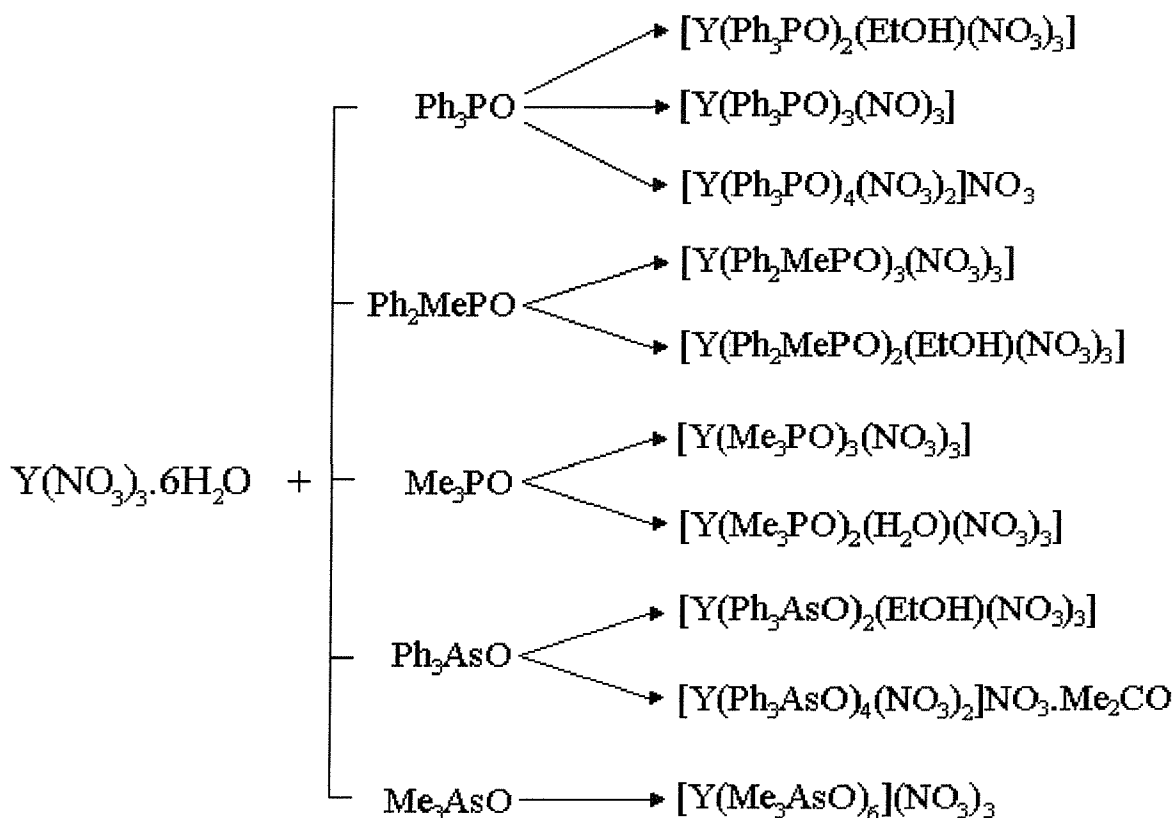 [Y(Ph₃PO)₂(EtOH)(NO₃)₃]
Ph₃PO
[Y(Ph₃PO)₃(NO)₃]
[Y(Ph₃PO)₄(NO₃)₂]NO₃
[Y(Ph₂MePO)₃(NO₃)₃]
Ph₂MePO
[Y(Ph₂MePO)₂(EtOH)(NO₃)₃]
[Y(Me₃PO)₃(NO₃)₃]
Y(NO₃)₃.6H₂O + Me₃PO
[Y(Me₃PO)₂(H₂O)(NO₃)₃]
[Y(Ph₃AsO)₂(EtOH)(NO₃)₃]
Ph₃AsO
[Y(Ph₃AsO)₄(NO₃)₂]NO₃.Me₂CO
Me₃AsO
[Y(Me₃AsO)₆](NO₃)₃